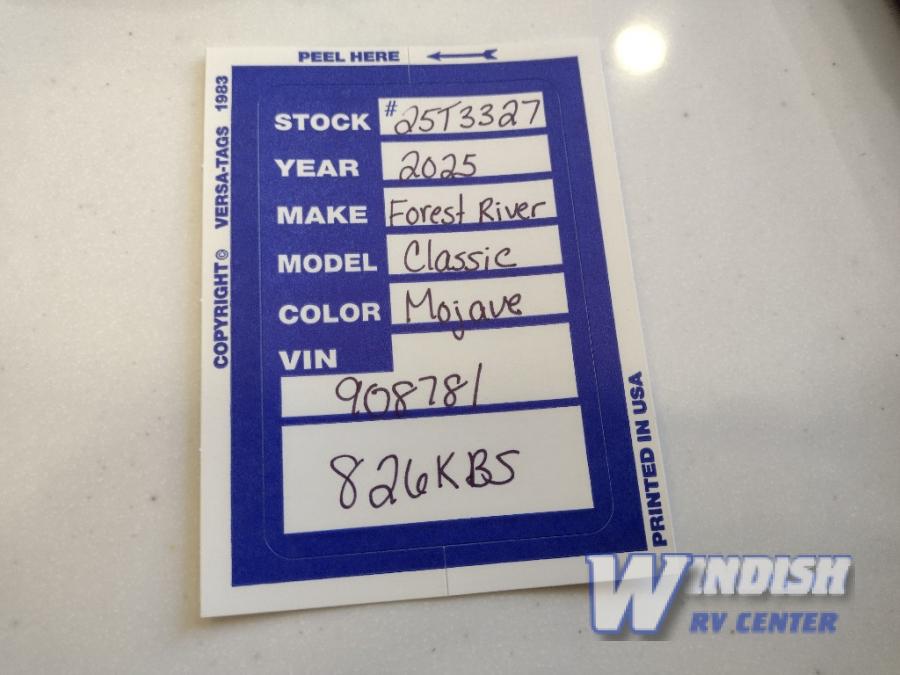 PEEL HERE
COPYRIGHT © VERSA-TAGS 1983
STOCK #25T3327
YEAR 2025
MAKE Forest River
MODEL Classic
COLOR Mojave
VIN
908781
826KBS
PRINTED IN USA
WINDISH
RV CENTER